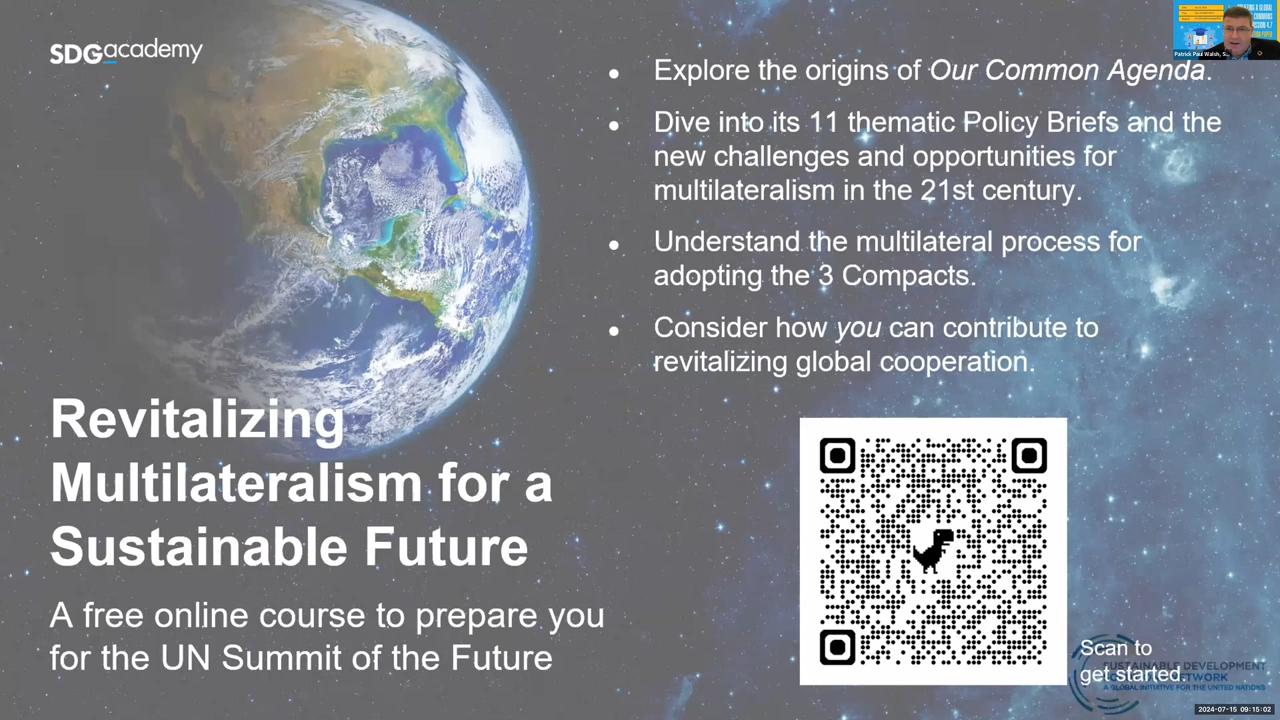 SDGacademy
Explore the origins of Our Common Agenda.
Dive into its 11 thematic Policy Briefs and the
new challenges and opportunities for
multilateralism in the 21st century.
Understand the multilateral process for
adopting the 3 Compacts.
Consider how you can contribute to
revitalizing global cooperation.
Revitalizing
Multilateralism for a
Sustainable Future
A free online course to prepare you
for the UN Summit of the Future
Scan to
get started.
SUSTAINABLE DEVELOPMENT
NETWORK
A GLOBAL INITIATIVE FOR THE UNITED NATIONS
Patrick Paul Walsh, S...
2024-07-15 09:15:02